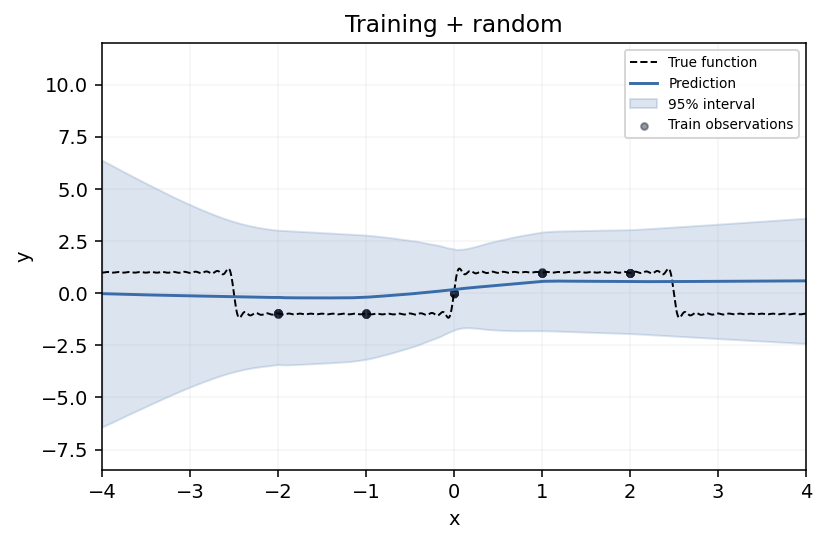 Training + random
True function
Prediction
95% interval
Train observations
10.0
7.5
5.0
2.5
0.0
−2.5
−5.0
−7.5
y
−4 −3 −2 −1 0 1 2 3 4
x